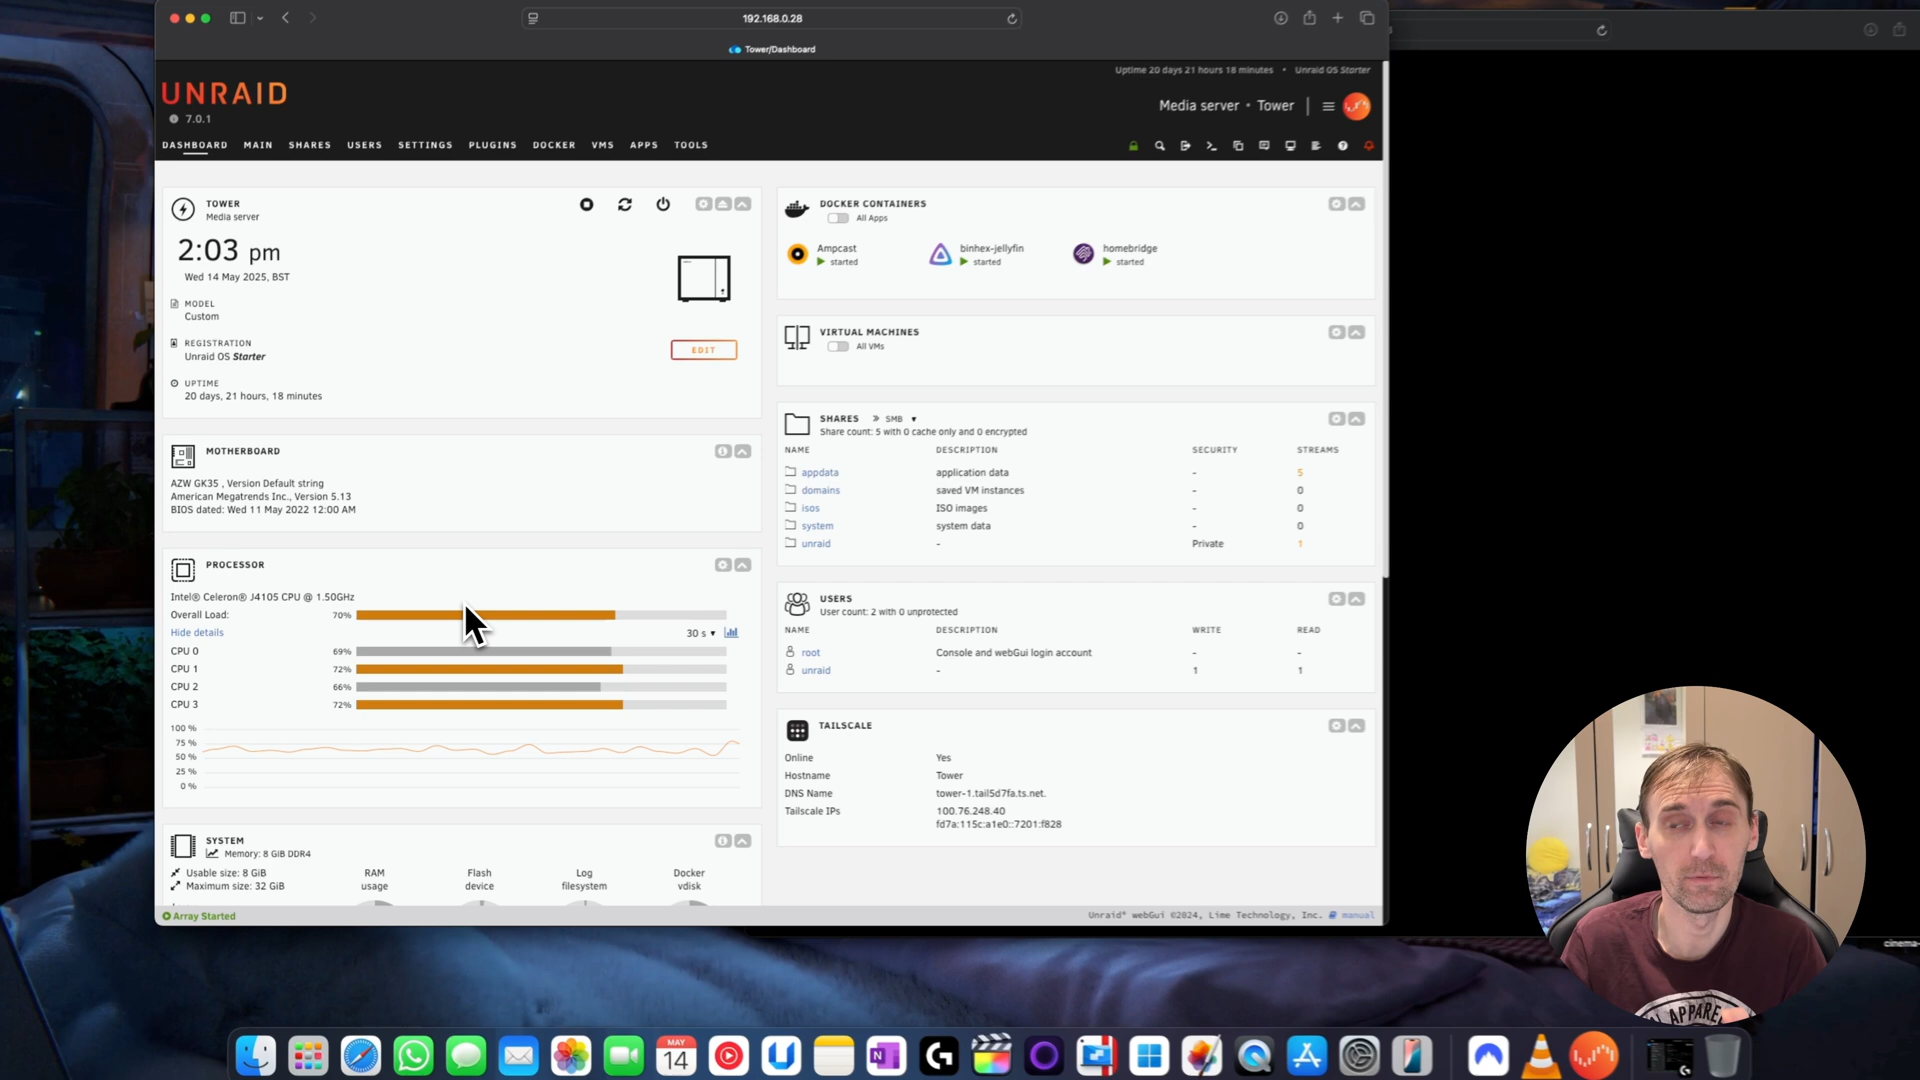 192.168.0.28
Tower/Dashboard
Uptime 20 days 21 hours 18 minutes • Unraid OS Starter
UNRAID
7.0.1
Media server • Tower
DASHBOARD MAIN SHARES USERS SETTINGS PLUGINS DOCKER VMS APPS TOOLS
TOWER
Media server
2:03 pm
Wed 14 May 2025, BST
MODEL
Custom
REGISTRATION
Unraid OS Starter
EDIT
UPTIME
20 days, 21 hours, 18 minutes
MOTHERBOARD
AZW GK35 , Version Default string
American Megatrends Inc., Version 5.13
BIOS dated: Wed 11 May 2022 12:00 AM
PROCESSOR
Intel® Celeron® J4105 CPU @ 1.50GHz
Overall Load: 70%
Hide details 30 s
CPU 0 69%
CPU 1 72%
CPU 2 66%
CPU 3 72%
100 %
75 %
50 %
25 %
0 %
SYSTEM
Memory: 8 GiB DDR4
Usable size: 8 GiB
Maximum size: 32 GiB
RAM usage
Flash device
Log filesystem
Docker vdisk
DOCKER CONTAINERS
All Apps
Ampcast
started
binhex-jellyfin
started
homebridge
started
VIRTUAL MACHINES
All VMs
SHARES SMB
Share count: 5 with 0 cache only and 0 encrypted
NAME DESCRIPTION SECURITY STREAMS
appdata application data - 5
domains saved VM instances - 0
isos ISO images - 0
system system data - 0
unraid - Private 1
USERS
User count: 2 with 0 unprotected
NAME DESCRIPTION WRITE READ
root Console and webGui login account - -
unraid - 1 1
TAILSCALE
Online Yes
Hostname Tower
DNS Name tower-1.tail5d7fa.ts.net.
Tailscale IPs 100.76.248.40
fd7a:115c:a1e0::7201:f828
Array Started
Unraid® webGui ©2024, Lime Technology, Inc. manual
cinema-
APPARE
MAY
14